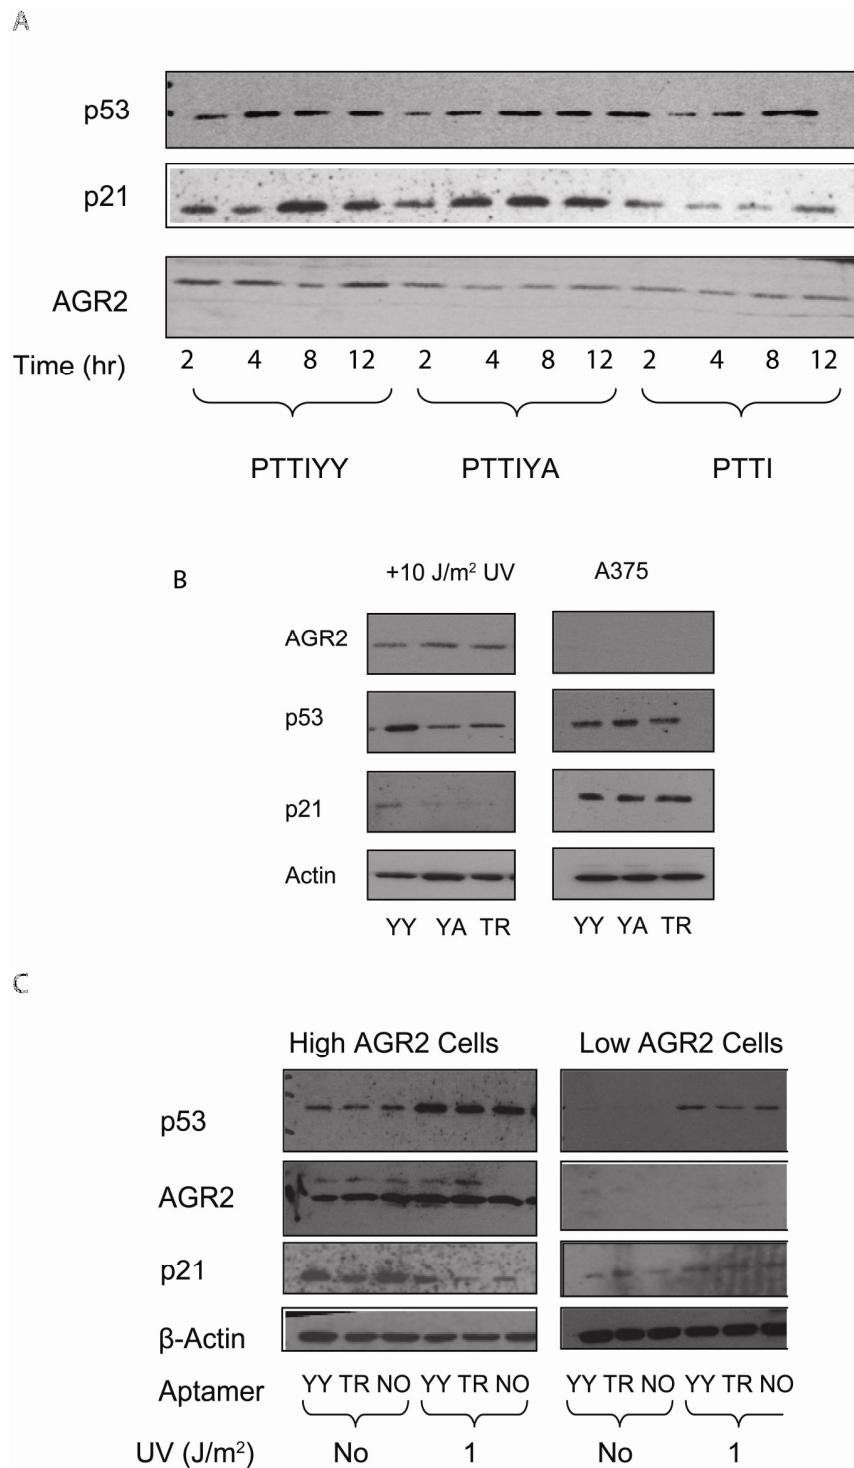 A
p53
p21
AGR2
Time (hr) 2 4 8 12 2 4 8 12 2 4 8 12
PTTIYY PTTIYA PTTI
B
+10 J/m² UV A375
AGR2
p53
p21
Actin
YY YA TR YY YA TR
C
High AGR2 Cells Low AGR2 Cells
p53
AGR2
p21
β-Actin
Aptamer YY TR NO YY TR NO YY TR NO YY TR NO
UV (J/m²) No 1 No 1